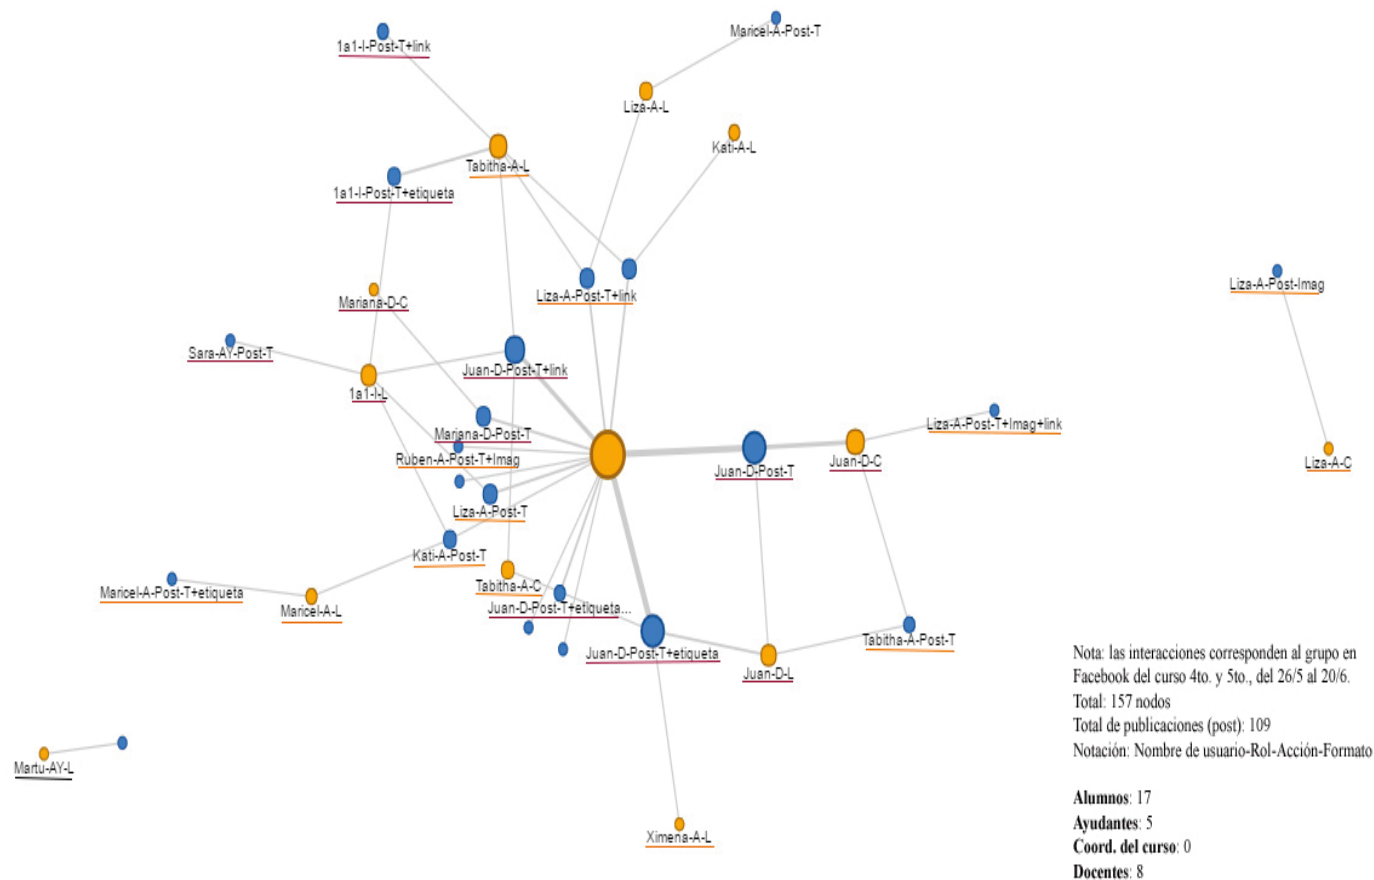 Maricel-A-Post-T
1a1-I-Post-T+link
Liza-A-L
Kati-A-L
Tabitha-A-L
1a1-I-Post-T+etiqueta
Liza-A-Post-Imag
Liza-A-Post-T+link
Mariana-D-C
Sara-AY-Post-T
Juan-D-Post-T+link
1a1-I-L
Liza-A-Post-T+Imag+link
Mariana-D-Post-T
Ruben-A-Post-T+Imag
Juan-D-C
Liza-A-C
Juan-D-Post-T
Liza-A-Post-T
Kati-A-Post-T
Tabitha-A-C
Maricel-A-Post-T+etiqueta
Juan-D-Post-T+etiqueta...
Maricel-A-L
Tabitha-A-Post-T
Juan-D-Post-T+etiqueta
Juan-D-L
Martu-AY-L
Ximena-A-L
Nota: las interacciones corresponden al grupo en
Facebook del curso 4to. y 5to., del 26/5 al 20/6.
Total: 157 nodos
Total de publicaciones (post): 109
Notación: Nombre de usuario-Rol-Acción-Formato
Alumnos: 17
Ayudantes: 5
Coord. del curso: 0
Docentes: 8